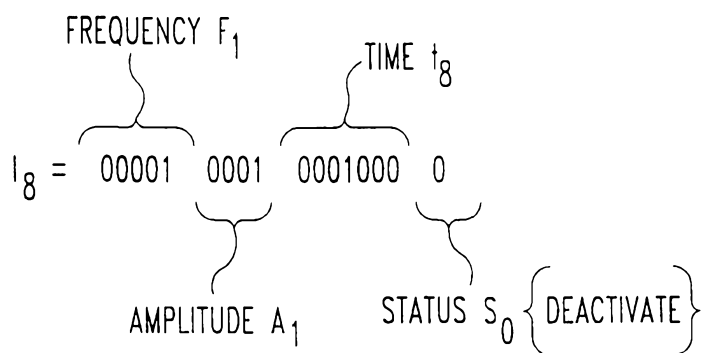 FREQUENCY F1
TIME t8
I8 = 00001 0001 0001000 0
AMPLITUDE A1
STATUS S0 {DEACTIVATE}